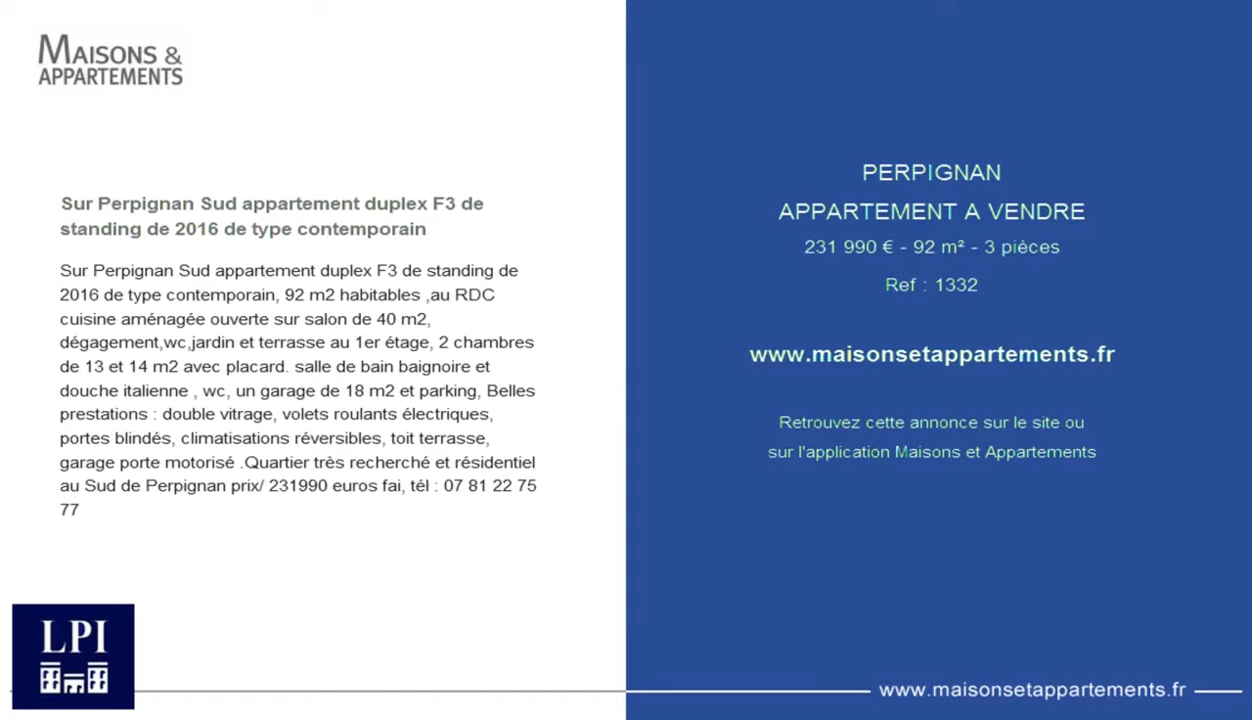 MAISONS &
APPARTEMENTS
Sur Perpignan Sud appartement duplex F3 de
standing de 2016 de type contemporain
Sur Perpignan Sud appartement duplex F3 de standing de
2016 de type contemporain, 92 m2 habitables ,au RDC
cuisine aménagée ouverte sur salon de 40 m2,
dégagement,wc,jardin et terrasse au 1er étage, 2 chambres
de 13 et 14 m2 avec placard. salle de bain baignoire et
douche italienne , wc, un garage de 18 m2 et parking, Belles
prestations : double vitrage, volets roulants électriques,
portes blindés, climatisations réversibles, toit terrasse,
garage porte motorisé .Quartier très recherché et résidentiel
au Sud de Perpignan prix/ 231990 euros fai, tél : 07 81 22 75
77
LPI
PERPIGNAN
APPARTEMENT A VENDRE
231 990 € - 92 m² - 3 pièces
Ref : 1332
www.maisonsetappartements.fr
Retrouvez cette annonce sur le site ou
sur l'application Maisons et Appartements
www.maisonsetappartements.fr